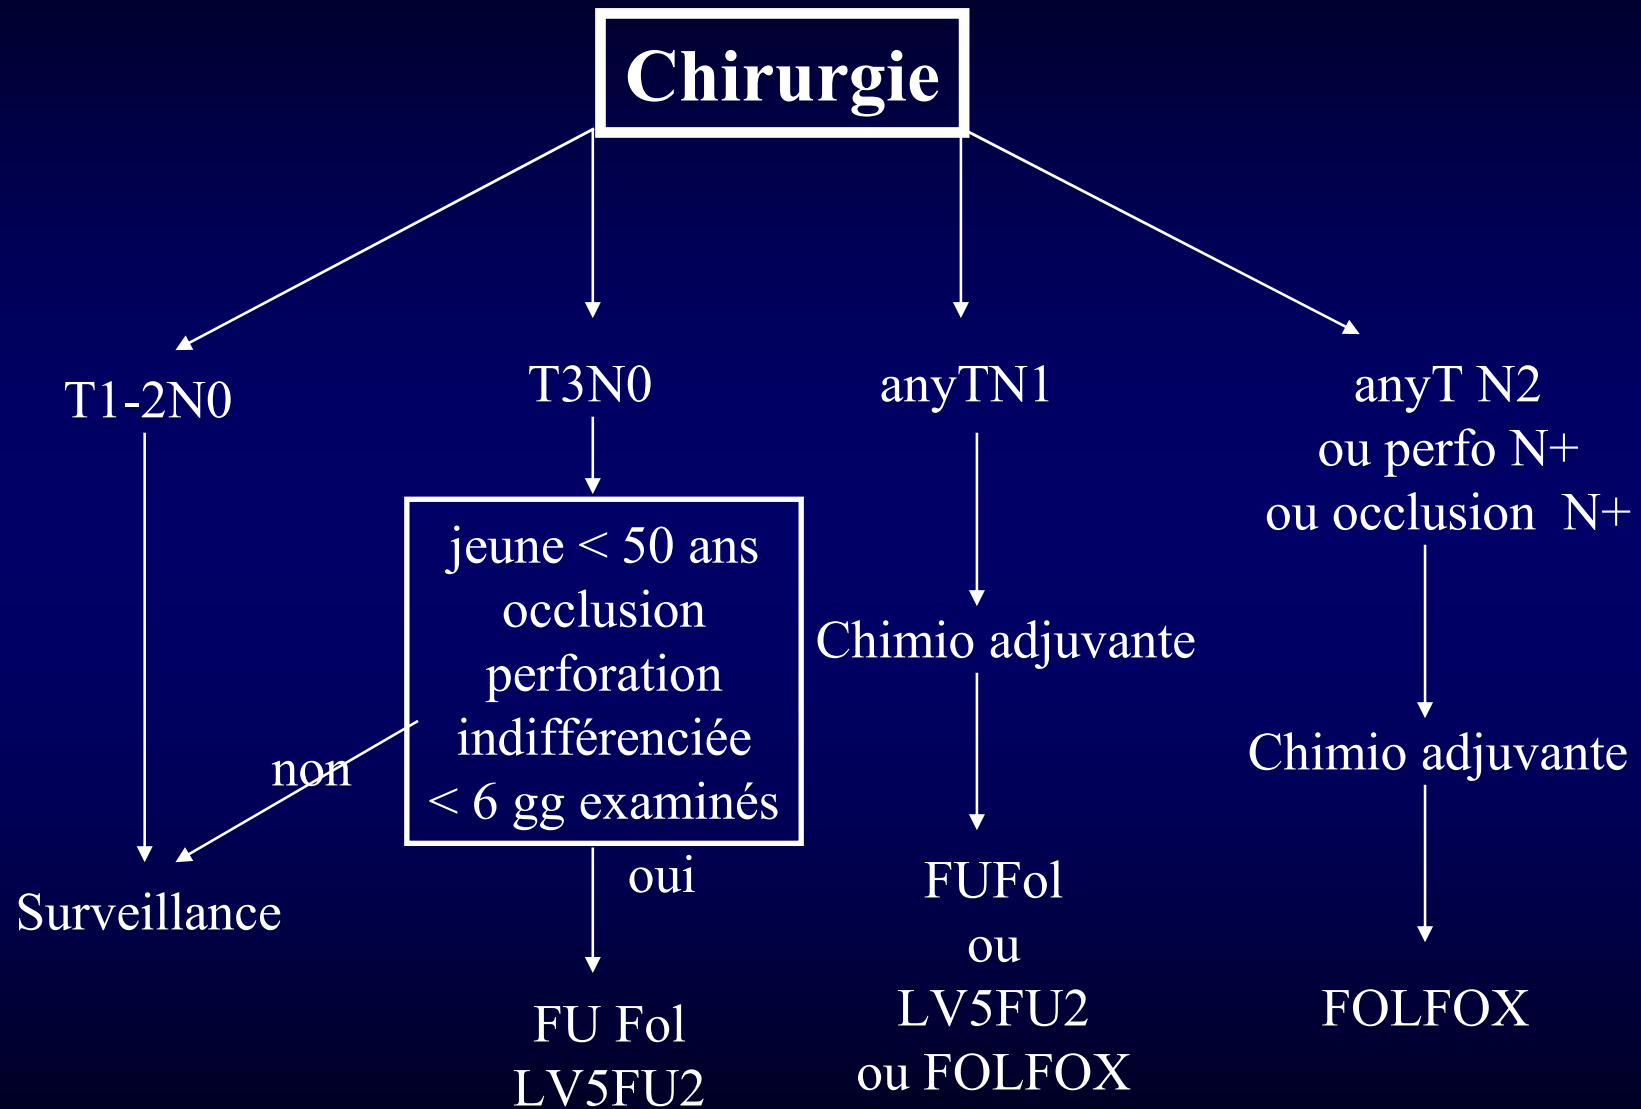 Chirurgie
T1-2N0
T3N0
anyTN1
anyT N2
ou perfo N+
ou occlusion N+
jeune < 50 ans
occlusion
perforation
indifférenciée
< 6 gg examinés
non
oui
Surveillance
FU Fol
LV5FU2
Chimio adjuvante
FUFol
ou
LV5FU2
ou FOLFOX
Chimio adjuvante
FOLFOX